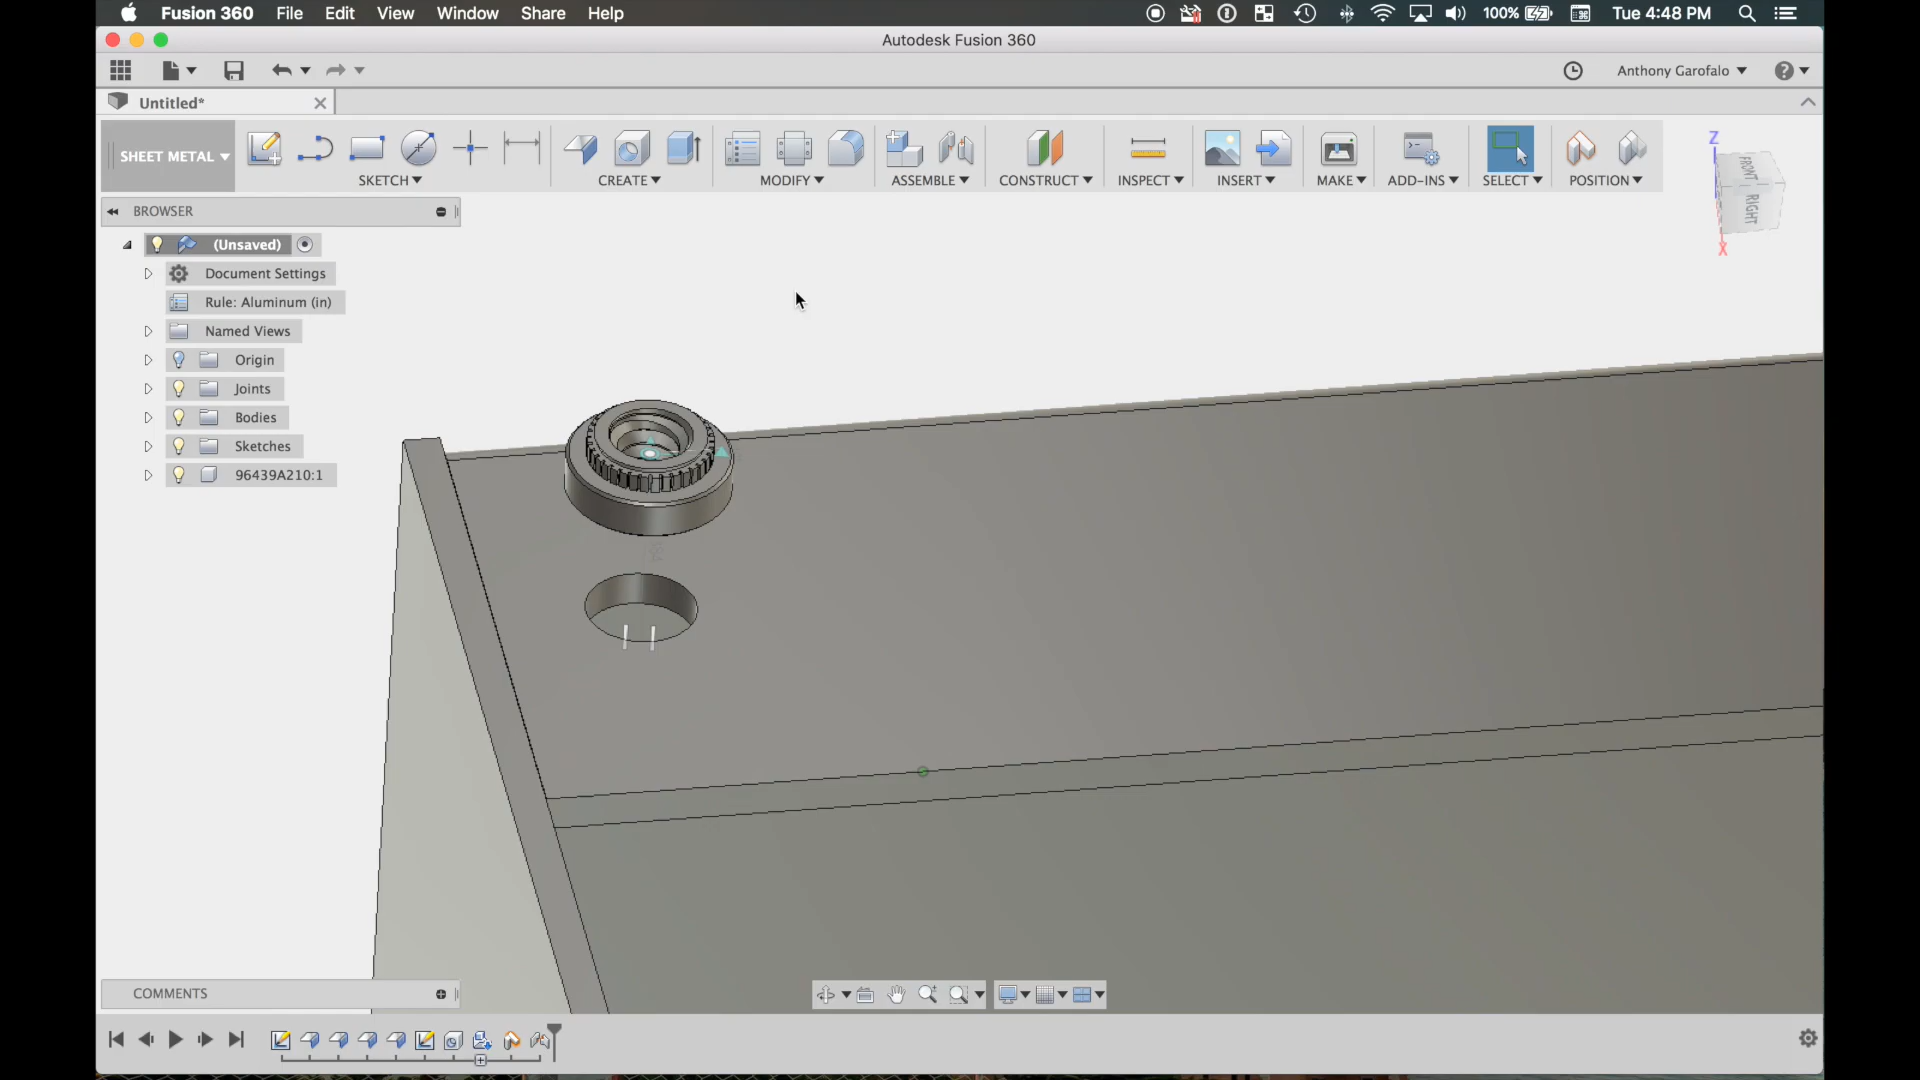 Fusion 360 File Edit View Window Share Help 100% Tue 4:48 PM
Autodesk Fusion 360
Anthony Garofalo
Untitled*
SHEET METAL SKETCH CREATE MODIFY ASSEMBLE CONSTRUCT INSPECT INSERT MAKE ADD-INS SELECT POSITION
Z
FRONT
RIGHT
X
BROWSER
(Unsaved)
Document Settings
Rule: Aluminum (in)
Named Views
Origin
Joints
Bodies
Sketches
96439A210:1
COMMENTS